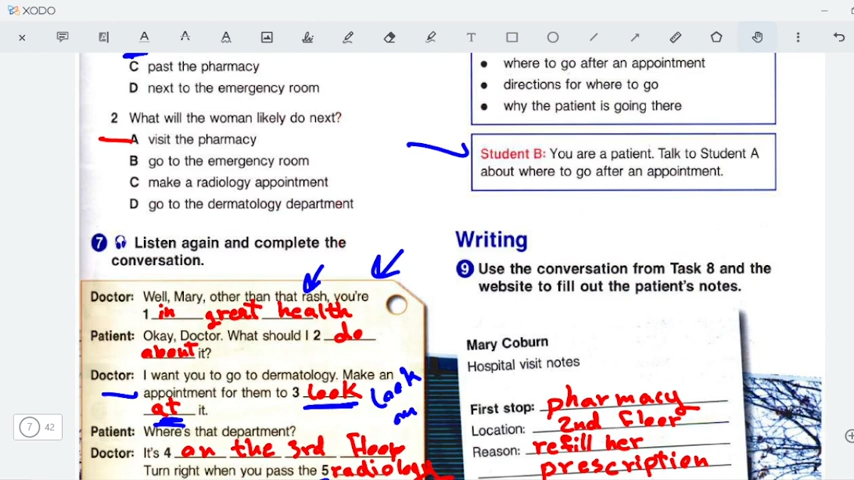 XODO
C past the pharmacy
D next to the emergency room
2 What will the woman likely do next?
A visit the pharmacy
B go to the emergency room
C make a radiology appointment
D go to the dermatology department
7 Listen again and complete the
conversation.
Doctor: Well, Mary, other than that rash, you're
1 in great health
Patient: Okay, Doctor. What should I 2 do
about it?
Doctor: I want you to go to dermatology. Make an
appointment for them to 3 look
at it.
look
on
Patient: Where's that department?
Doctor: It's 4 on the 3rd floor
Turn right when you pass the 5 radiology
• where to go after an appointment
• directions for where to go
• why the patient is going there
Student B: You are a patient. Talk to Student A
about where to go after an appointment.
Writing
9 Use the conversation from Task 8 and the
website to fill out the patient's notes.
Mary Coburn
Hospital visit notes
First stop: pharmacy
Location: 2nd floor
Reason: refill her
prescription
7 42